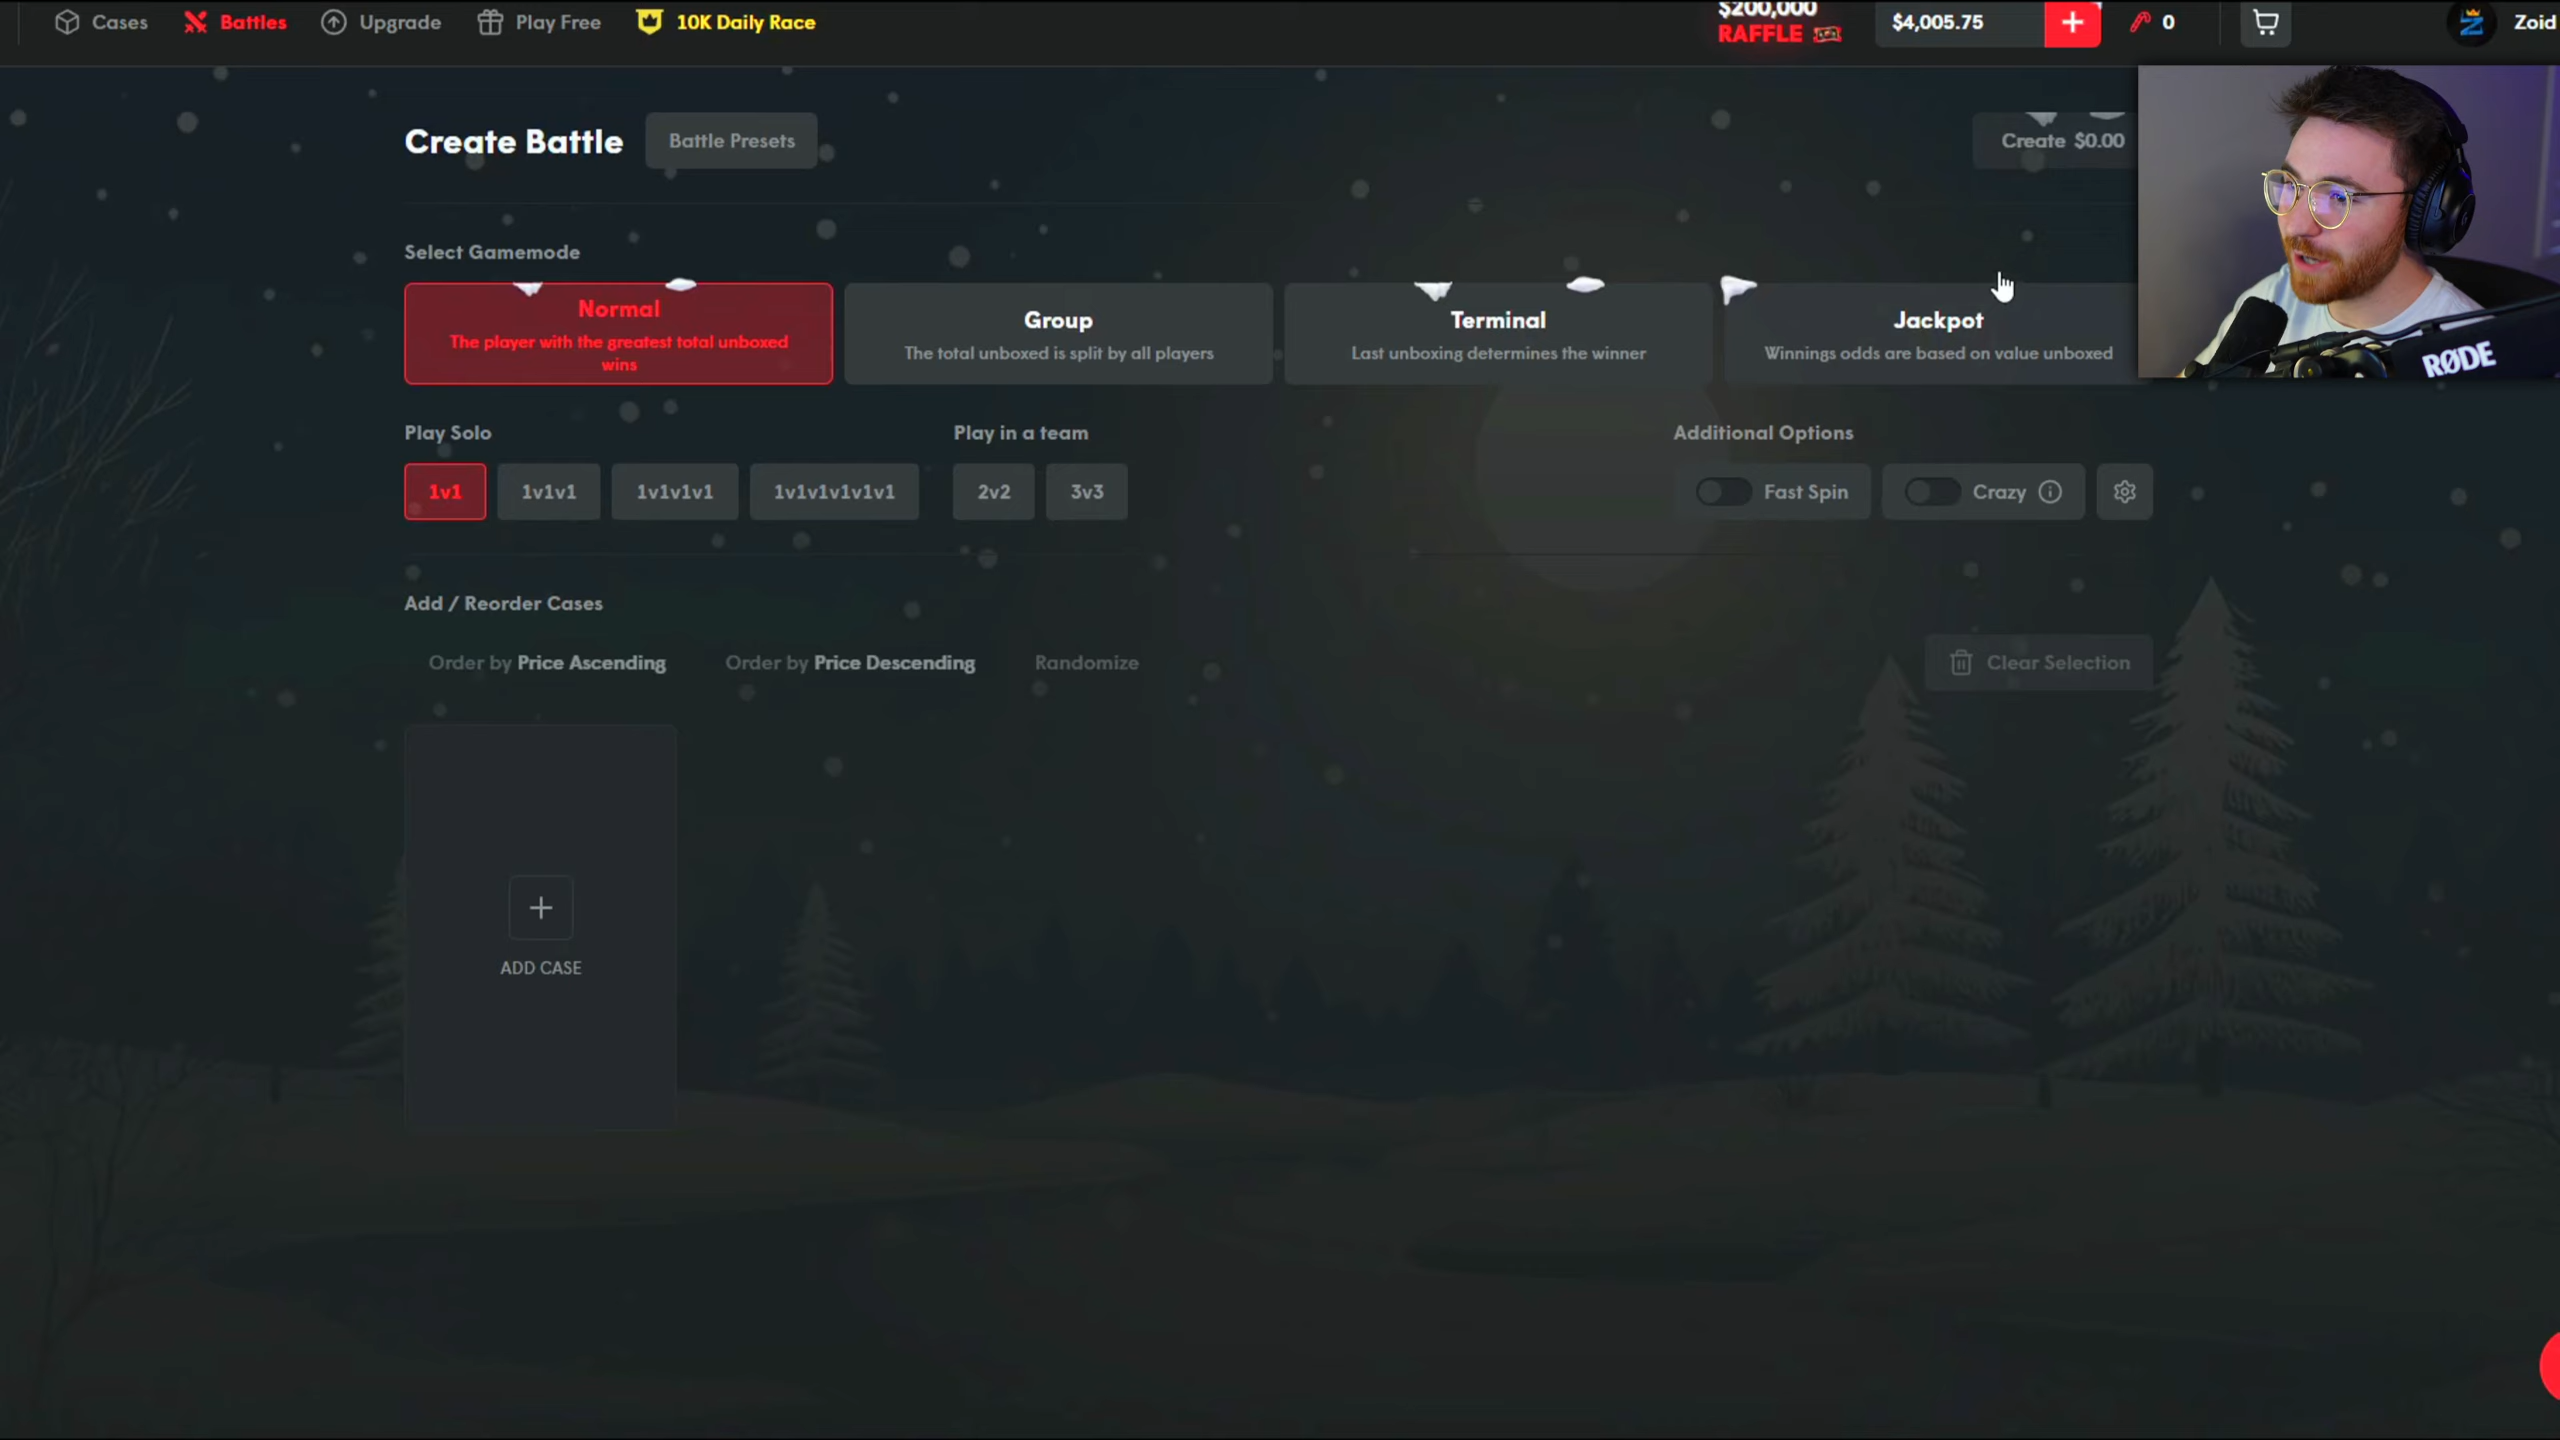 Cases
Battles
Upgrade
Play Free
10K Daily Race
$200,000
RAFFLE
$4,005.75
0
Zoid
Create Battle
Battle Presets
Create $0.00
Select Gamemode
Normal
The player with the greatest total unboxed
wins
Group
The total unboxed is split by all players
Terminal
Last unboxing determines the winner
Jackpot
Winnings odds are based on value unboxed
RØDE
Play Solo
Play in a team
Additional Options
1v1
1v1v1
1v1v1v1
1v1v1v1v1v1
2v2
3v3
Fast Spin
Crazy
Add / Reorder Cases
Order by Price Ascending
Order by Price Descending
Randomize
Clear Selection
ADD CASE